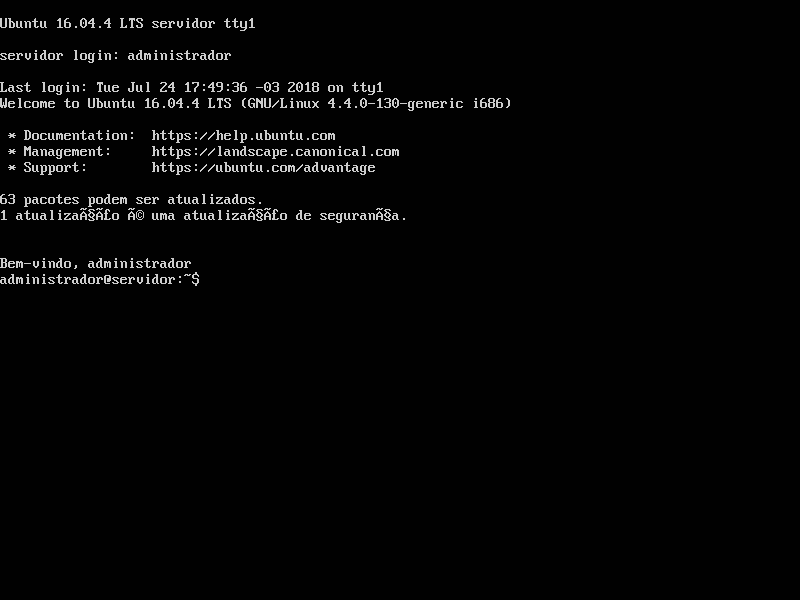 Ubuntu 16.04.4 LTS servidor tty1
servidor login: administrador
Last login: Tue Jul 24 17:49:36 -03 2018 on tty1
Welcome to Ubuntu 16.04.4 LTS (GNU/Linux 4.4.0-130-generic i686)
* Documentation: https://help.ubuntu.com
* Management: https://landscape.canonical.com
* Support: https://ubuntu.com/advantage
63 pacotes podem ser atualizados.
1 atualizaÃ§Ã£o Ã© uma atualizaÃ§Ã£o de seguranÃ§a.
Bem-vindo, administrador
administrador@servidor:~$